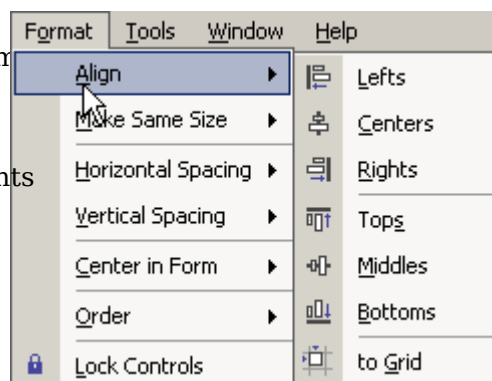 Format Tools Window Help
Align
Make Same Size
Horizontal Spacing
Vertical Spacing
Center in Form
Order
Lock Controls
Lefts
Centers
Rights
Tops
Middles
Bottoms
to Grid